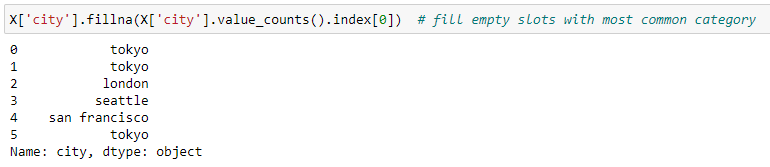 X['city'].fillna(X['city'].value_counts().index[0])  # fill empty slots with most common category
0            tokyo
1            tokyo
2           london
3          seattle
4    san francisco
5            tokyo
Name: city, dtype: object